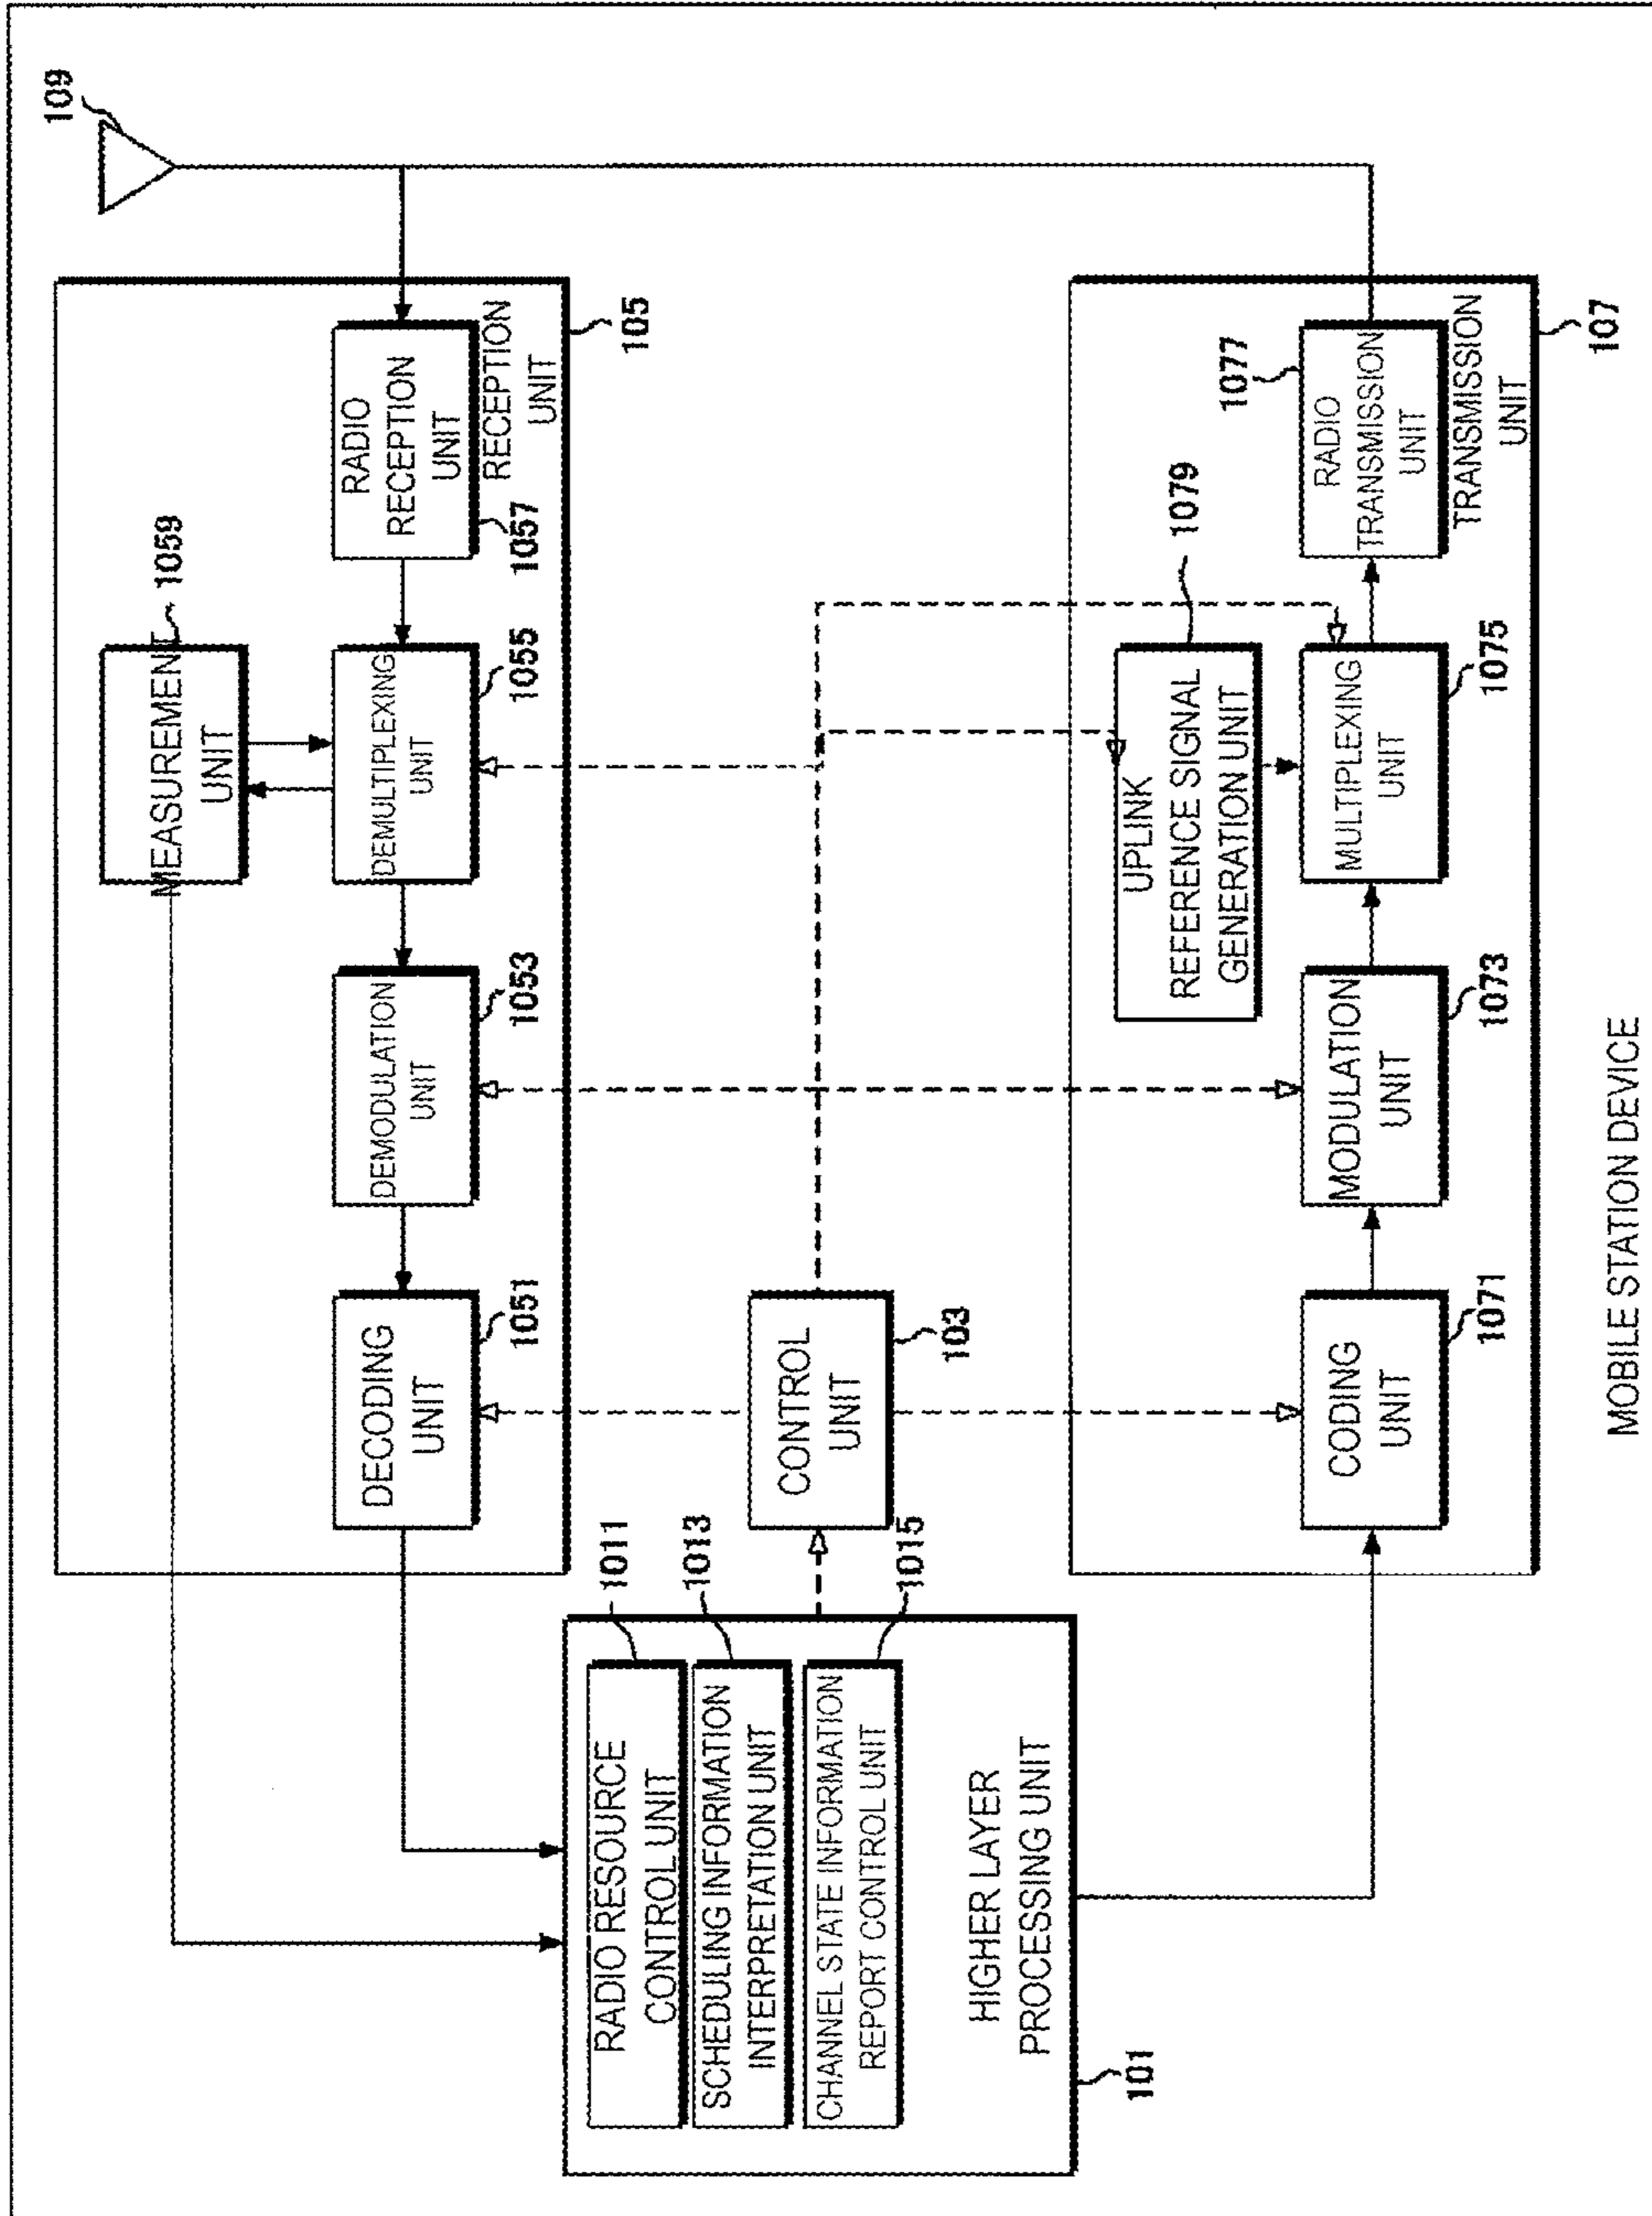 109
MEASUREMENT
UNIT
1059
RADIO
RECEPTION
UNIT
1057
DEMULTIPLEXING
UNIT
1055
DEMODULATION
UNIT
1053
DECODING
UNIT
1051
RECEPTION
UNIT
105
RADIO RESOURCE
CONTROL UNIT
1011
SCHEDULING INFORMATION
INTERPRETATION UNIT
1013
CHANNEL STATE INFORMATION
REPORT CONTROL UNIT
1015
HIGHER LAYER
PROCESSING UNIT
101
CONTROL
UNIT
103
UPLINK
REFERENCE SIGNAL
GENERATION UNIT
1079
CODING
UNIT
1071
MODULATION
UNIT
1073
MULTIPLEXING
UNIT
1075
RADIO
TRANSMISSION
UNIT
1077
TRANSMISSION
UNIT
107
MOBILE STATION DEVICE